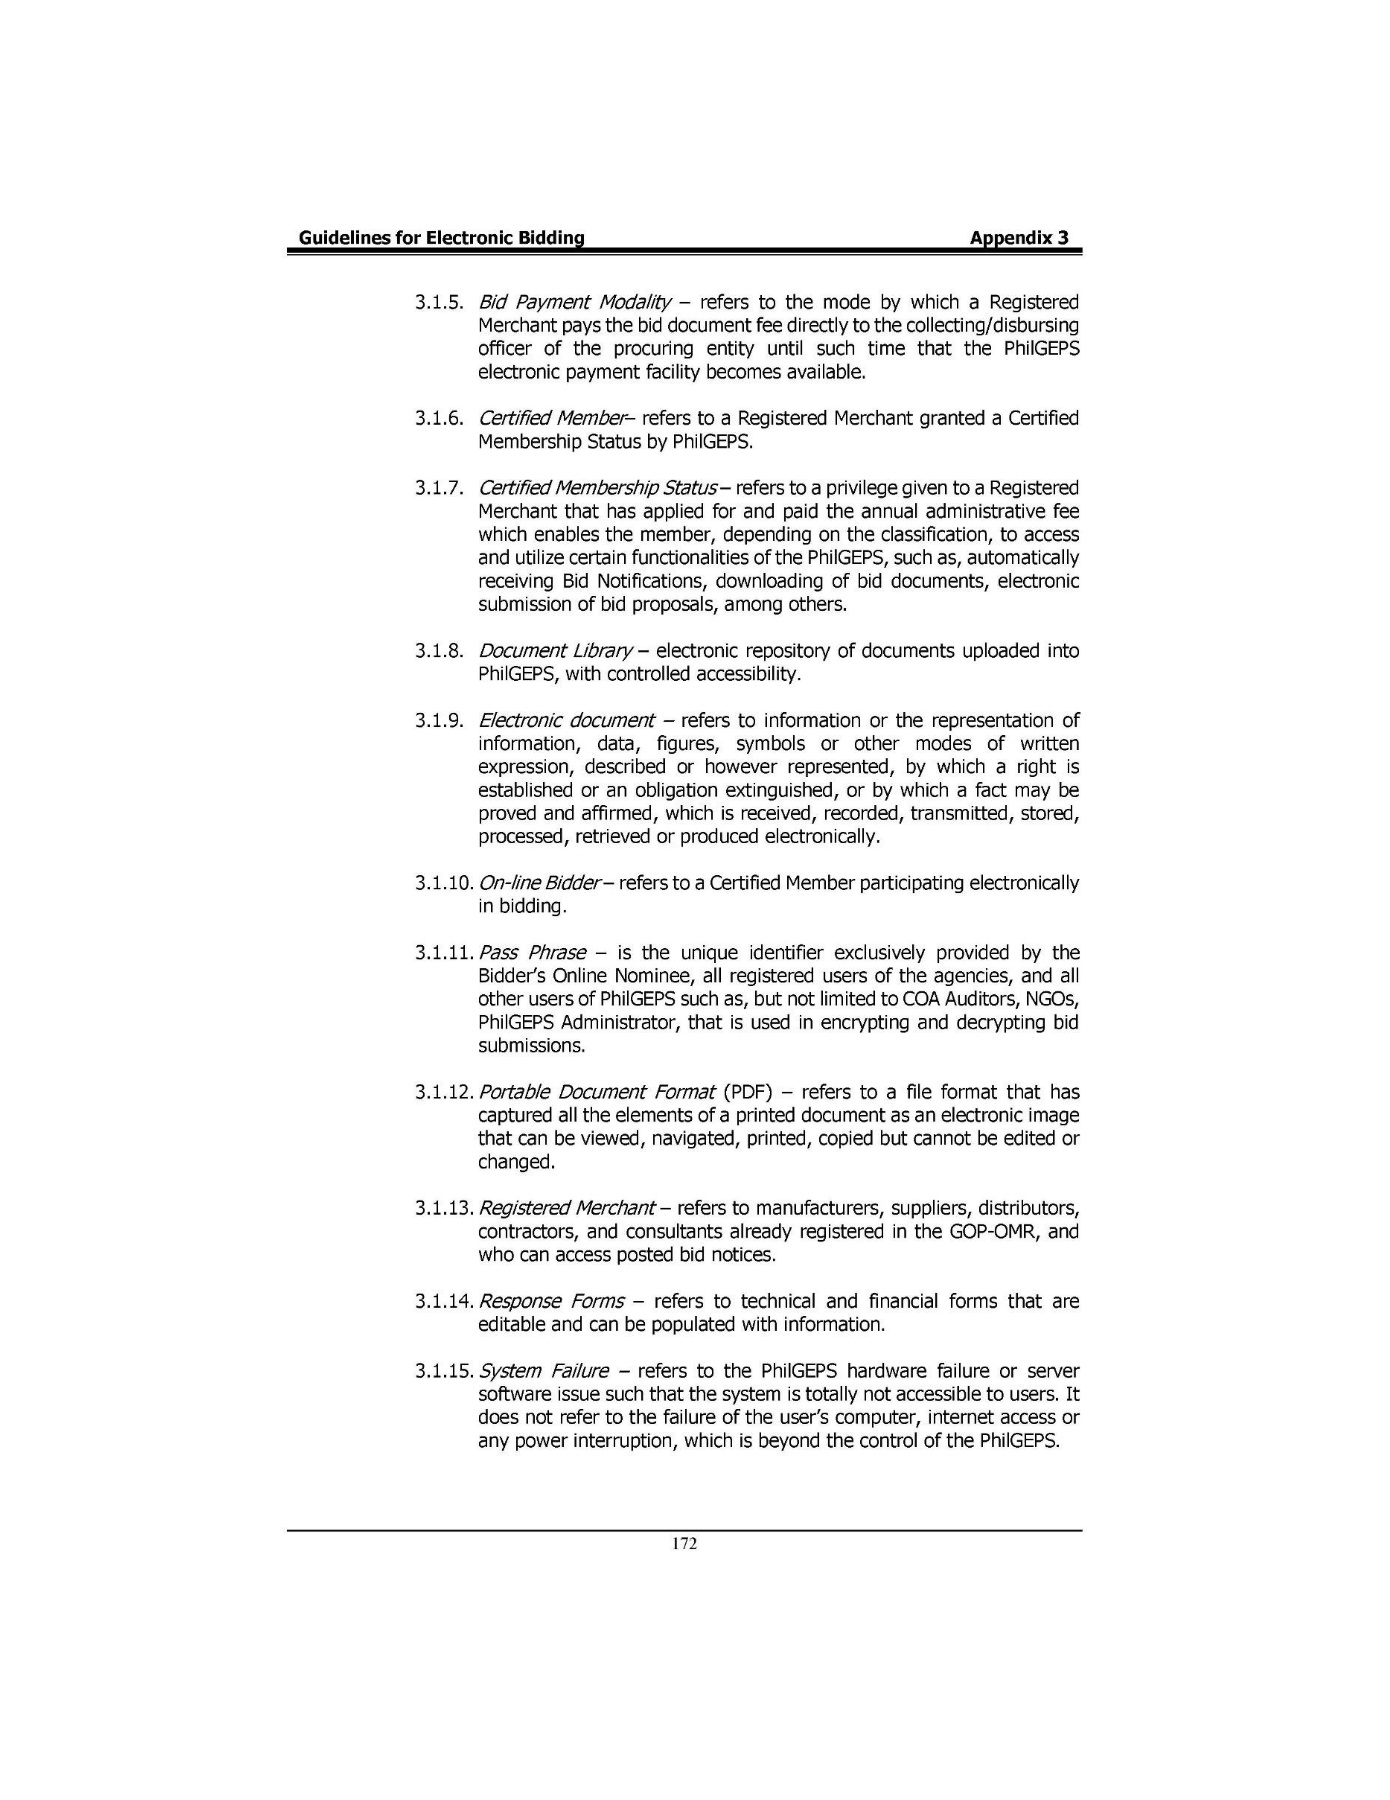 Guidelines for Electronic Bidding Appendix 3
3.1.5. Bid Payment Modality – refers to the mode by which a Registered
Merchant pays the bid document fee directly to the collecting/disbursing
officer of the procuring entity until such time that the PhilGEPS
electronic payment facility becomes available.
3.1.6. Certified Member– refers to a Registered Merchant granted a Certified
Membership Status by PhilGEPS.
3.1.7. Certified Membership Status – refers to a privilege given to a Registered
Merchant that has applied for and paid the annual administrative fee
which enables the member, depending on the classification, to access
and utilize certain functionalities of the PhilGEPS, such as, automatically
receiving Bid Notifications, downloading of bid documents, electronic
submission of bid proposals, among others.
3.1.8. Document Library – electronic repository of documents uploaded into
PhilGEPS, with controlled accessibility.
3.1.9. Electronic document – refers to information or the representation of
information, data, figures, symbols or other modes of written
expression, described or however represented, by which a right is
established or an obligation extinguished, or by which a fact may be
proved and affirmed, which is received, recorded, transmitted, stored,
processed, retrieved or produced electronically.
3.1.10. On-line Bidder – refers to a Certified Member participating electronically
in bidding.
3.1.11. Pass Phrase – is the unique identifier exclusively provided by the
Bidder's Online Nominee, all registered users of the agencies, and all
other users of PhilGEPS such as, but not limited to COA Auditors, NGOs,
PhilGEPS Administrator, that is used in encrypting and decrypting bid
submissions.
3.1.12. Portable Document Format (PDF) – refers to a file format that has
captured all the elements of a printed document as an electronic image
that can be viewed, navigated, printed, copied but cannot be edited or
changed.
3.1.13. Registered Merchant – refers to manufacturers, suppliers, distributors,
contractors, and consultants already registered in the GOP-OMR, and
who can access posted bid notices.
3.1.14. Response Forms – refers to technical and financial forms that are
editable and can be populated with information.
3.1.15. System Failure – refers to the PhilGEPS hardware failure or server
software issue such that the system is totally not accessible to users. It
does not refer to the failure of the user's computer, internet access or
any power interruption, which is beyond the control of the PhilGEPS.
172